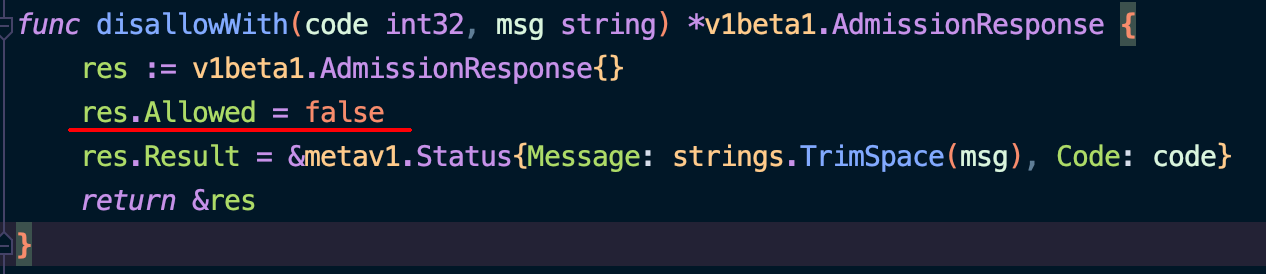 func disallowWith(code int32, msg string) *v1beta1.AdmissionResponse {
    res := v1beta1.AdmissionResponse{}
    res.Allowed = false
    res.Result = &metav1.Status{Message: strings.TrimSpace(msg), Code: code}
    return &res
}